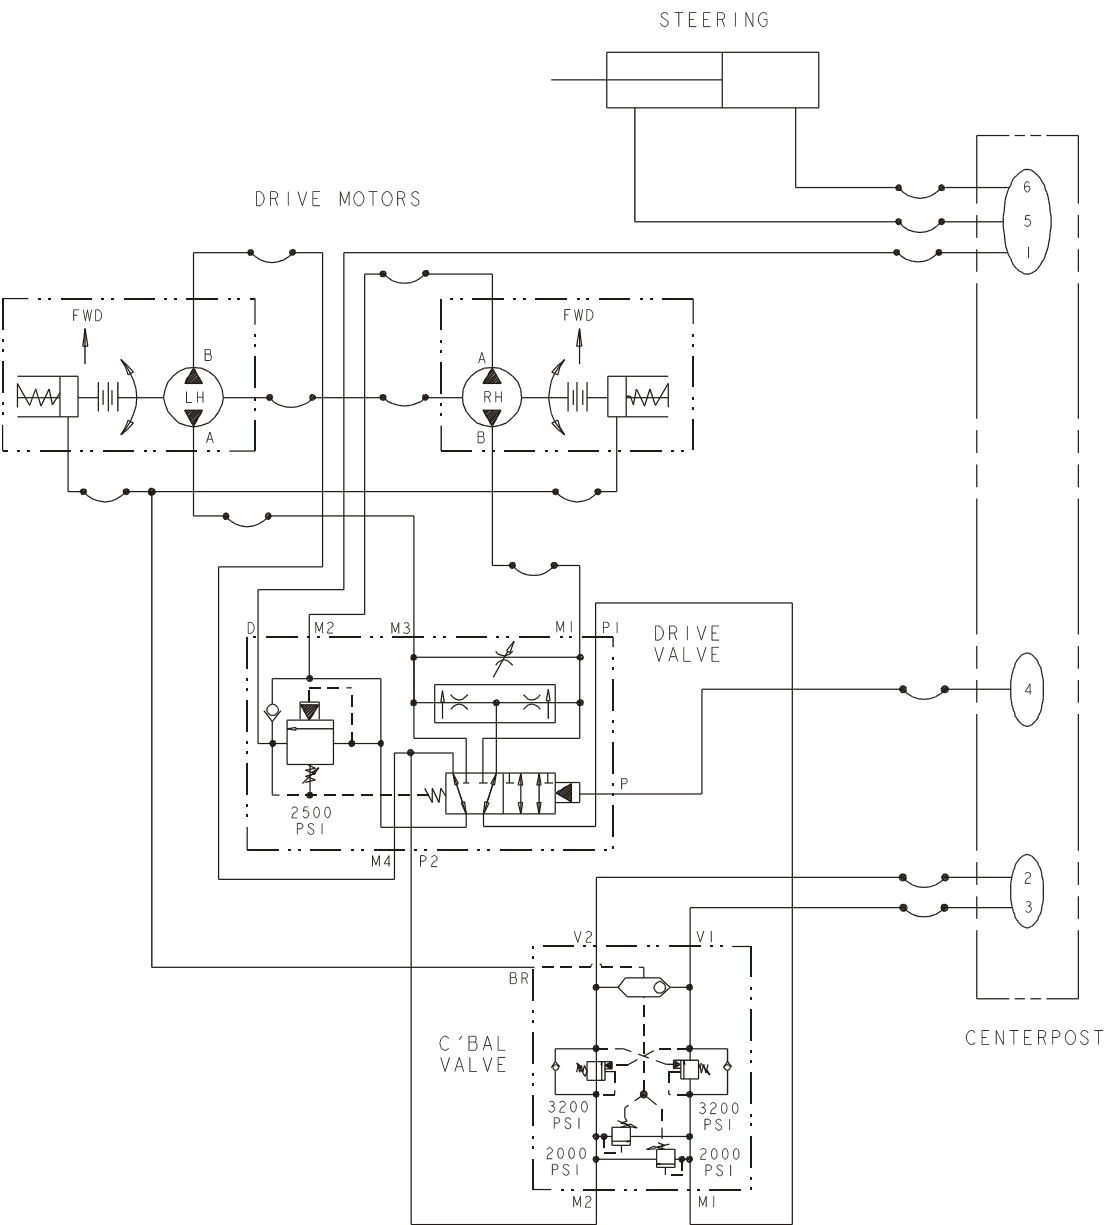 STEERING
6
5
1
DRIVE MOTORS
FWD
FWD
B
LH
A
A
RH
B
D
M2
M3
M1
P1
DRIVE
VALVE
4
P
2500
PSI
M4
P2
2
3
V2
V1
BR
C'BAL
VALVE
3200
PSI
3200
PSI
2000
PSI
2000
PSI
M2
M1
CENTERPOST